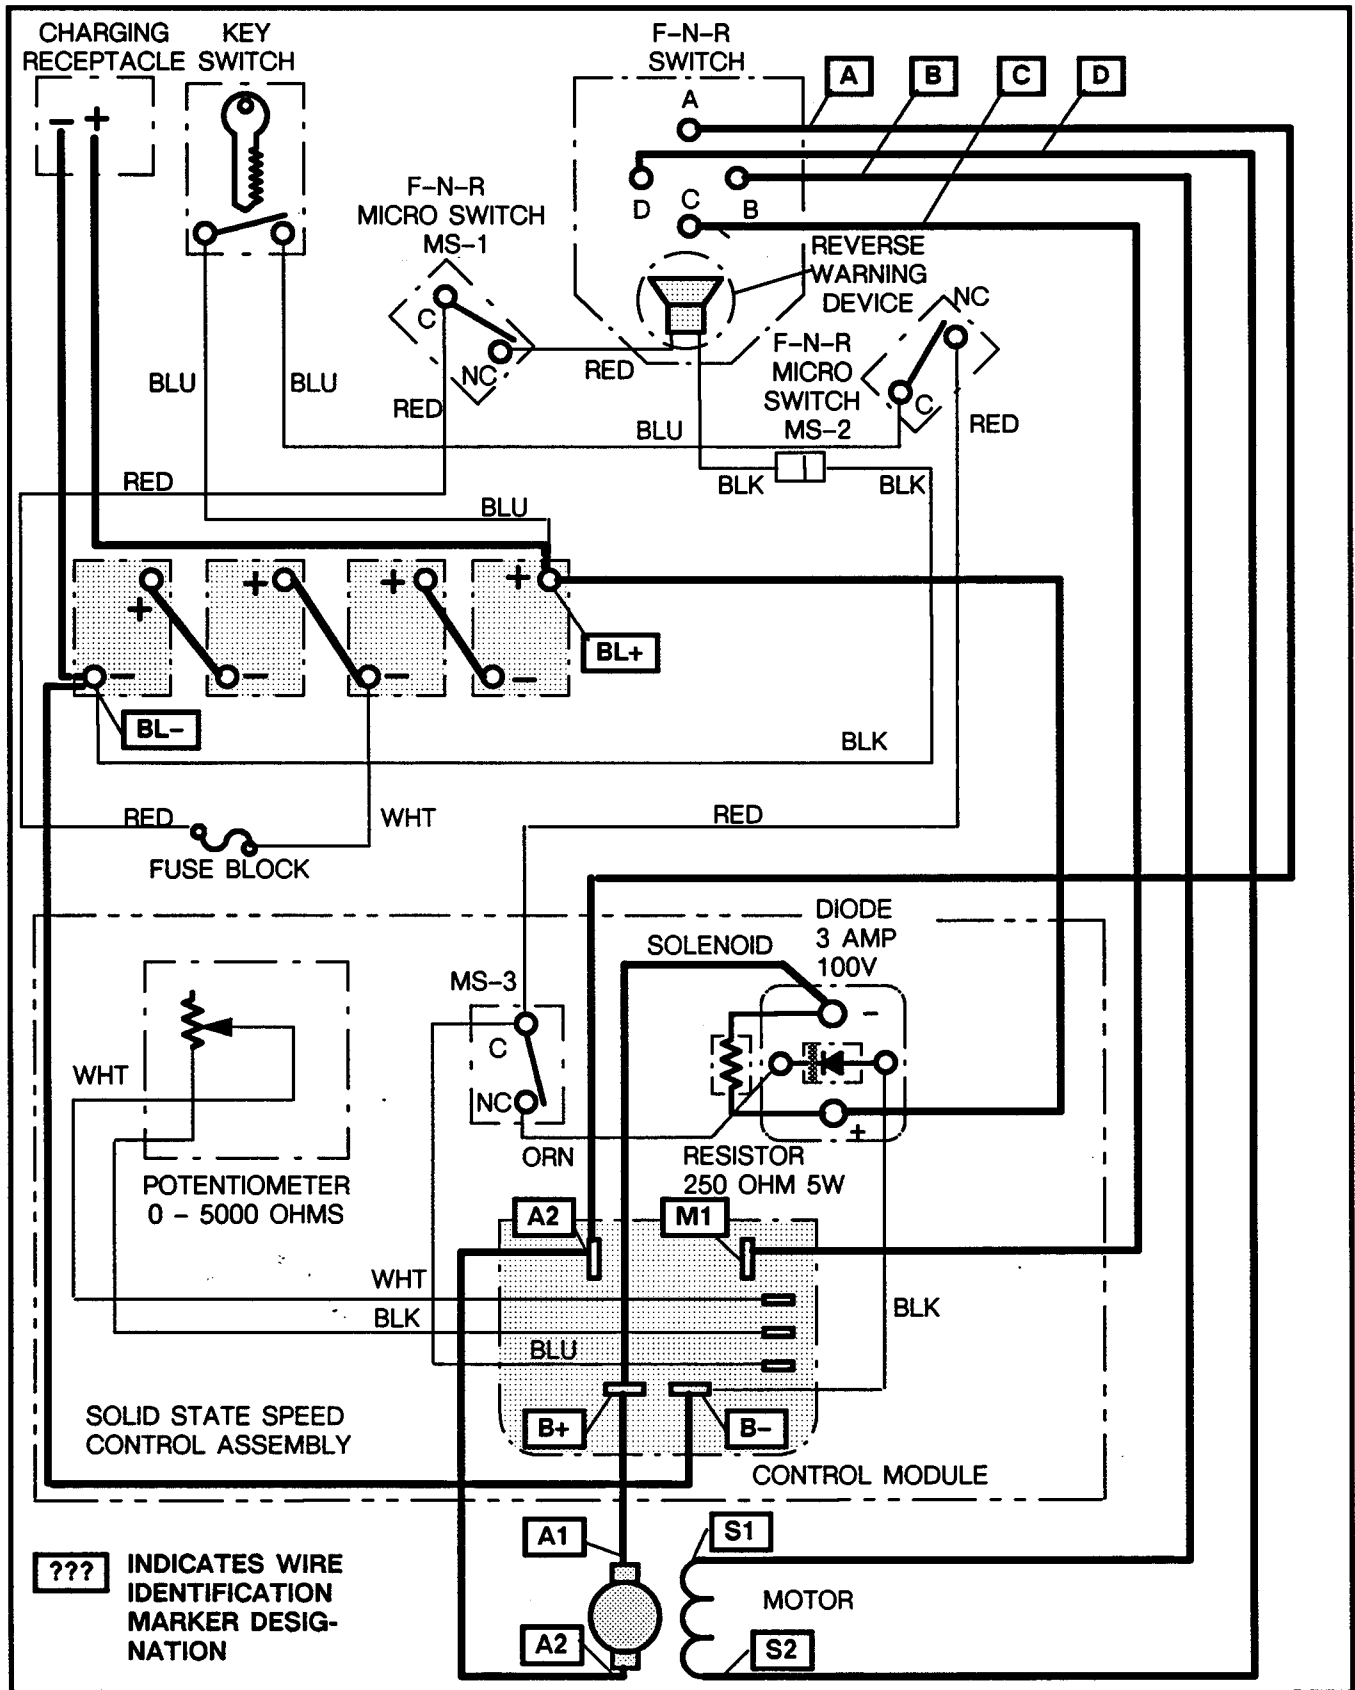 CHARGING
RECEPTACLE
KEY
SWITCH
F-N-R
SWITCH
A
B
C
D
A
D
B
C
F-N-R
MICRO SWITCH
MS-1
C
NC
REVERSE
WARNING
DEVICE
NC
F-N-R
MICRO
SWITCH
MS-2
C
BLU
BLU
RED
RED
BLU
RED
BLK
BLK
RED
BLU
+
-
+
-
+
-
+
-
+
-
BL+
BL-
BLK
RED
WHT
RED
FUSE BLOCK
DIODE
3 AMP
100V
SOLENOID
MS-3
C
NC
-
+
WHT
ORN
POTENTIOMETER
0 - 5000 OHMS
RESISTOR
250 OHM 5W
A2
M1
WHT
BLK
BLU
BLK
B+
B-
SOLID STATE SPEED
CONTROL ASSEMBLY
CONTROL MODULE
A1
S1
MOTOR
A2
S2
???
INDICATES WIRE
IDENTIFICATION
MARKER DESIG-
NATION